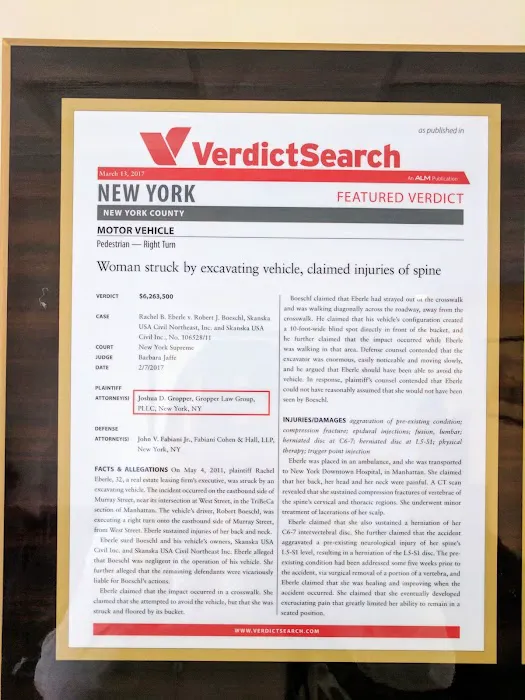 as published in
VerdictSearch
March 13, 2017
An ALM Publication
NEW YORK
FEATURED VERDICT
NEW YORK COUNTY
MOTOR VEHICLE
Pedestrian — Right Turn
Woman struck by excavating vehicle, claimed injuries of spine
VERDICT $6,263,500
CASE Rachel B. Eberle v. Robert J. Boeschl, Skanska
USA Civil Northeast, Inc. and Skanska USA
Civil Inc., No. 106528/11
COURT New York Supreme
JUDGE Barbara Jaffe
DATE 2/7/2017
PLAINTIFF
ATTORNEY(S) Joshua D. Gropper, Gropper Law Group,
PLLC, New York, NY
DEFENSE
ATTORNEY(S) John V. Fabiani Jr., Fabiani Cohen & Hall, LLP,
New York, NY
FACTS & ALLEGATIONS On May 4, 2011, plaintiff Rachel
Eberle, 32, a real estate leasing firm's executive, was struck by an
excavating vehicle. The incident occurred on the eastbound side of
Murray Street, near its intersection at West Street, in the TriBeCa
section of Manhattan. The vehicle's driver, Robert Boeschl, was
executing a right turn onto the eastbound side of Murray Street,
from West Street. Eberle sustained injuries of her back and neck.
Eberle sued Boeschl and his vehicle's owners, Skanska USA
Civil Inc. and Skanska USA Civil Northeast Inc. Eberle alleged
that Boeschl was negligent in the operation of his vehicle. She
further alleged that the remaining defendants were vicariously
liable for Boeschl's actions.
Eberle claimed that the impact occurred in a crosswalk. She
claimed that she attempted to avoid the vehicle, but that she was
struck and floored by its bucket.
Boeschl claimed that Eberle had strayed out of the crosswalk
and was walking diagonally across the roadway, away from the
crosswalk. He claimed that his vehicle's configuration created
a 10-foot-wide blind spot directly in front of the bucket, and
he further claimed that the impact occurred while Eberle
was walking in that area. Defense counsel contended that the
excavator was enormous, easily noticeable and moving slowly,
and he argued that Eberle should have been able to avoid the
vehicle. In response, plaintiff's counsel contended that Eberle
could not have reasonably assumed that she would not have been
seen by Boeschl.
INJURIES/DAMAGES aggravation of pre-existing condition;
compression fracture; epidural injections; fusion, lumbar;
herniated disc at C6-7; herniated disc at L5-S1; physical
therapy; trigger point injection
Eberle was placed in an ambulance, and she was transported
to New York Downtown Hospital, in Manhattan. She claimed
that her back, her head and her neck were painful. A CT scan
revealed that she sustained compression fractures of vertebrae of
the spine's cervical and thoracic regions. She underwent minor
treatment of lacerations of her scalp.
Eberle claimed that she also sustained a herniation of her
C6-7 intervertebral disc. She further claimed that the accident
aggravated a pre-existing neurological injury of her spine's
L5-S1 level, resulting in a herniation of the L5-S1 disc. The pre-
existing condition had been addressed some five weeks prior to
the accident, via surgical removal of a portion of a vertebra, and
Eberle claimed that she was healing and improving when the
accident occurred. She claimed that she eventually developed
excruciating pain that greatly limited her ability to remain in a
seated position.
WWW.VERDICTSEARCH.COM